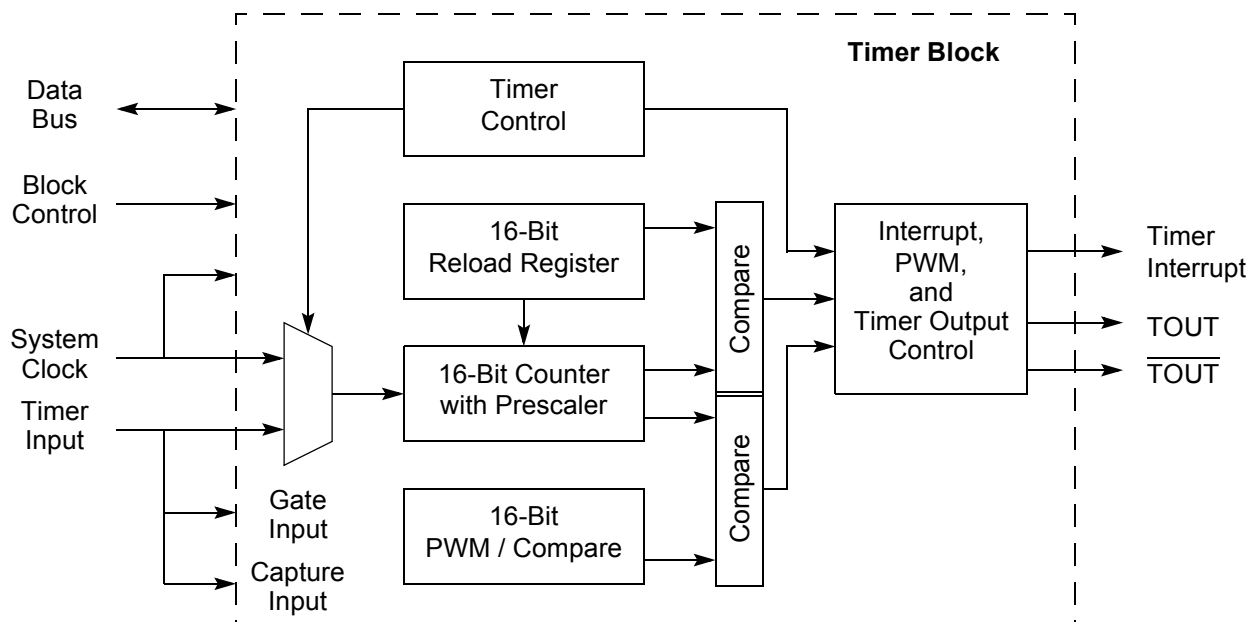 Timer Block
Data
Bus
Timer
Control
Block
Control
16-Bit
Reload Register
Compare
Interrupt,
PWM,
and
Timer Output
Control
Timer
Interrupt
System
Clock
TOUT
16-Bit Counter
with Prescaler
TOUT
Timer
Input
Compare
Gate
Input
16-Bit
PWM / Compare
Capture
Input